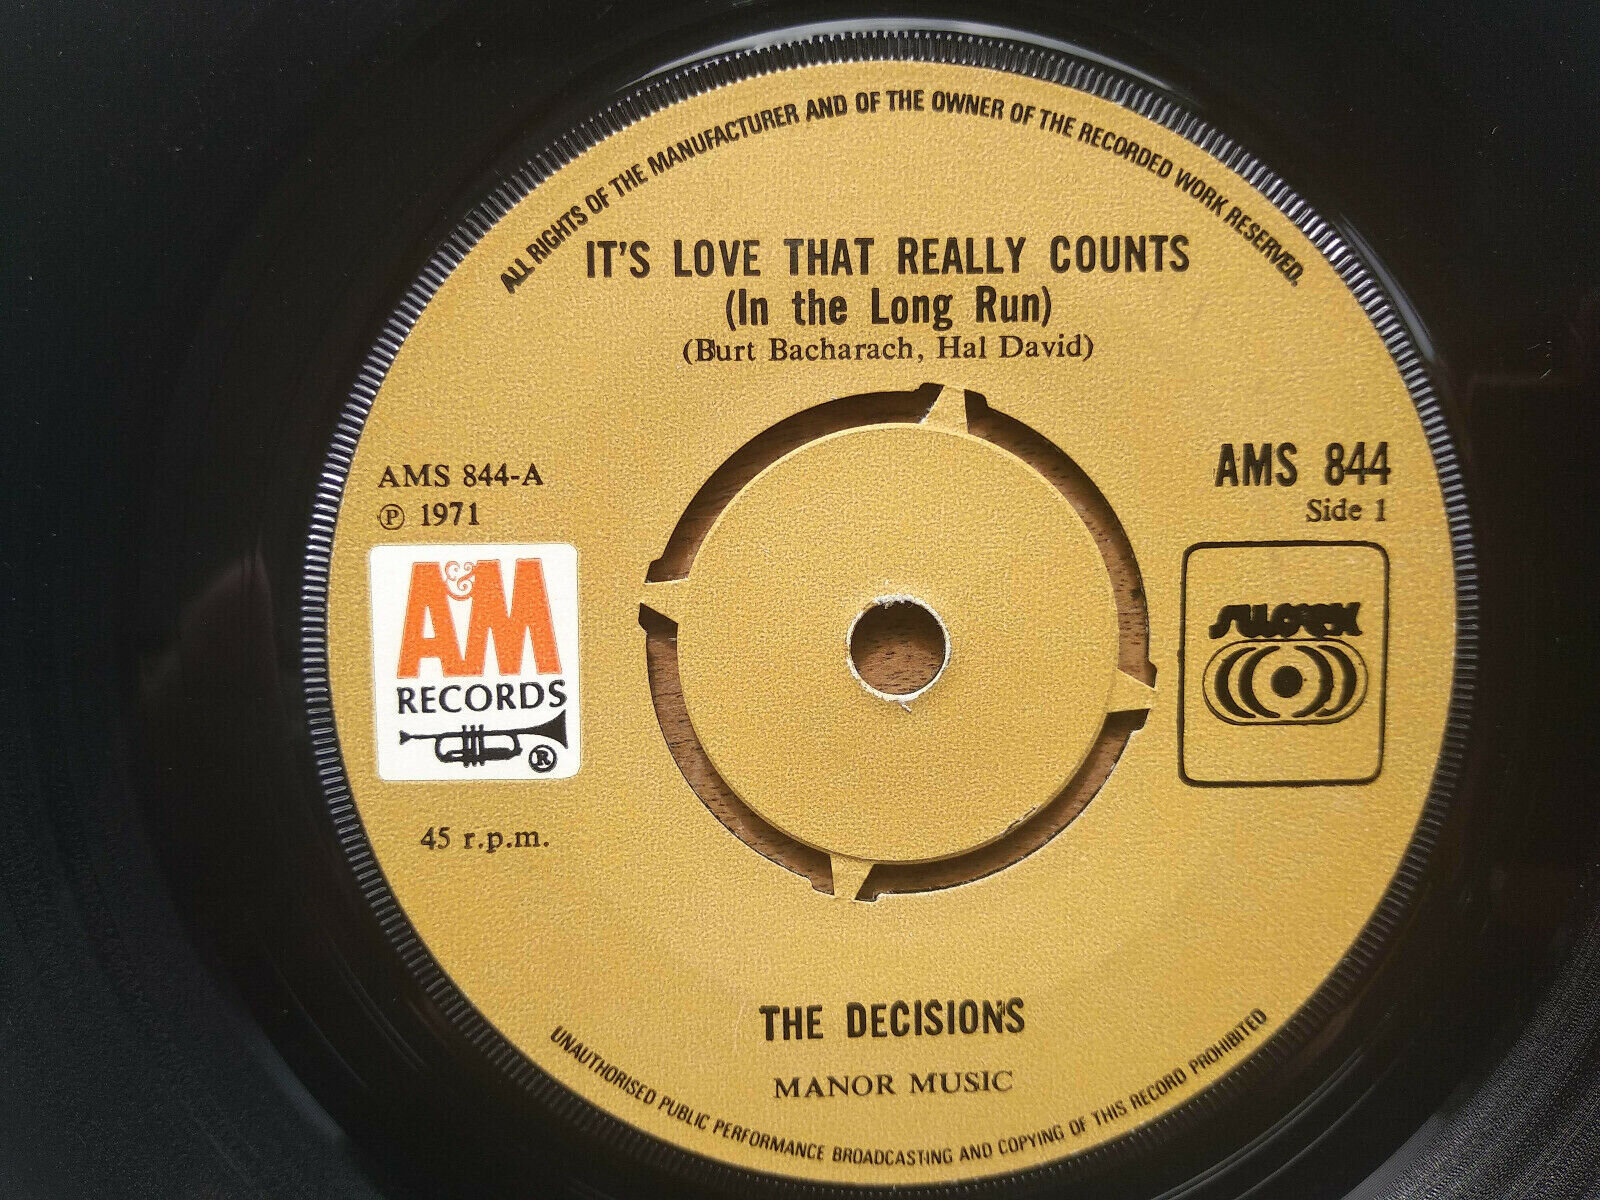 ALL RIGHTS OF THE MANUFACTURER AND OF THE OWNER OF THE RECORDED WORK RESERVED.
IT'S LOVE THAT REALLY COUNTS
(In the Long Run)
(Burt Bacharach, Hal David)
AMS 844-A
Ⓟ 1971
AMS 844
Side 1
A&M
RECORDS
®
SUSSEX
45 r.p.m.
THE DECISIONS
MANOR MUSIC
UNAUTHORISED PUBLIC PERFORMANCE BROADCASTING AND COPYING OF THIS RECORD PROHIBITED